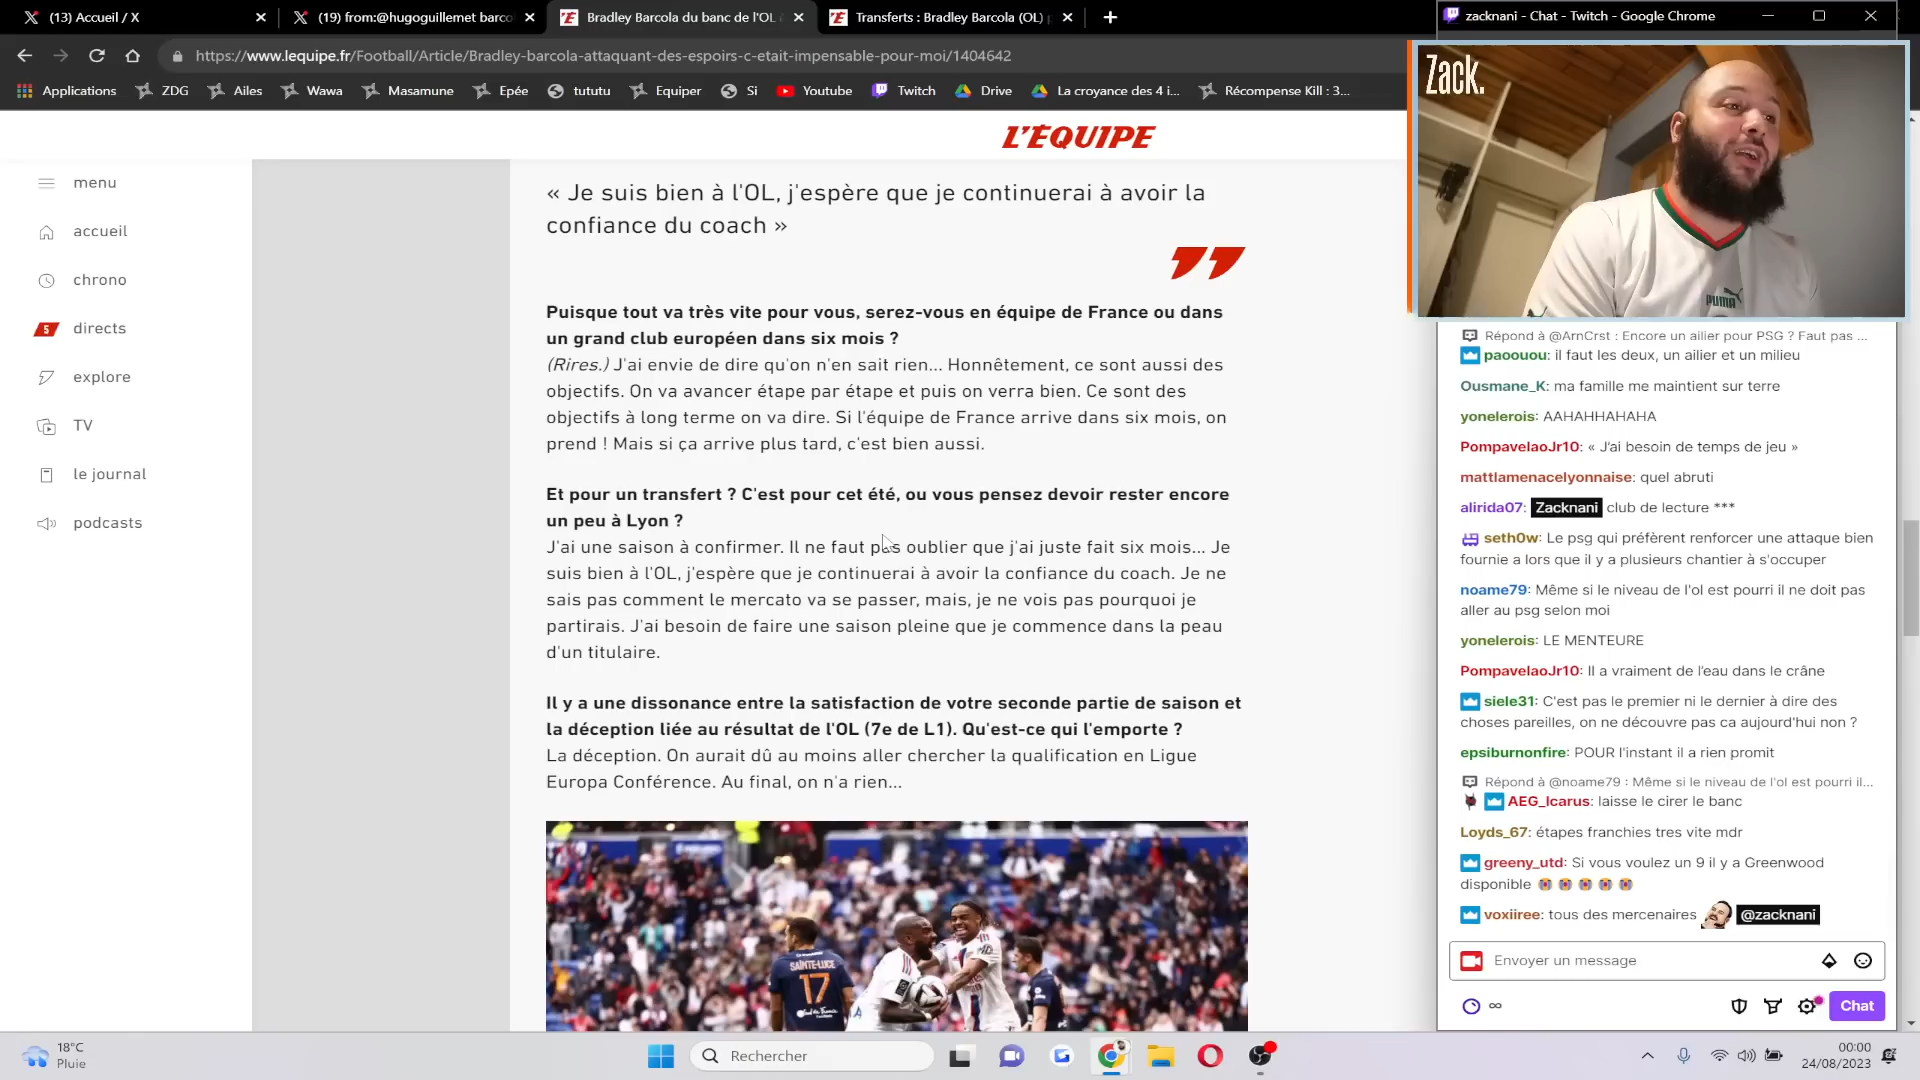 (13) Accueil / X
(19) from:@hugoguillemet barco
Bradley Barcola du banc de l'OL
Transferts : Bradley Barcola (OL)
zacknani - Chat - Twitch - Google Chrome
https://www.lequipe.fr/Football/Article/Bradley-barcola-attaquant-des-espoirs-c-etait-impensable-pour-moi/1404642
Applications
ZDG
Ailes
Wawa
Masamune
Epée
tututu
Equiper
Si
Youtube
Twitch
Drive
La croyance des 4 i...
Récompense Kill : 3...
Zack.
PUMA
L'ÉQUIPE
menu
accueil
chrono
5 directs
explore
TV
le journal
podcasts
« Je suis bien à l'OL, j'espère que je continuerai à avoir la
confiance du coach »
Puisque tout va très vite pour vous, serez-vous en équipe de France ou dans
un grand club européen dans six mois ?
(Rires.) J'ai envie de dire qu'on n'en sait rien... Honnêtement, ce sont aussi des
objectifs. On va avancer étape par étape et puis on verra bien. Ce sont des
objectifs à long terme on va dire. Si l'équipe de France arrive dans six mois, on
prend ! Mais si ça arrive plus tard, c'est bien aussi.
Et pour un transfert ? C'est pour cet été, ou vous pensez devoir rester encore
un peu à Lyon ?
J'ai une saison à confirmer. Il ne faut pas oublier que j'ai juste fait six mois... Je
suis bien à l'OL, j'espère que je continuerai à avoir la confiance du coach. Je ne
sais pas comment le mercato va se passer, mais, je ne vois pas pourquoi je
partirais. J'ai besoin de faire une saison pleine que je commence dans la peau
d'un titulaire.
Il y a une dissonance entre la satisfaction de votre seconde partie de saison et
la déception liée au résultat de l'OL (7e de L1). Qu'est-ce qui l'emporte ?
La déception. On aurait dû au moins aller chercher la qualification en Ligue
Europa Conférence. Au final, on n'a rien...
SAINTE-LUCE
17
Répond à @ArnCrst : Encore un ailier pour PSG ? Faut pas ...
paoouou: il faut les deux, un ailier et un milieu
Ousmane_K: ma famille me maintient sur terre
yonelerois: AAHAHHAHAHA
PompavelaoJr10: « J'ai besoin de temps de jeu »
mattlamenacelyonnaise: quel abruti
alirida07: Zacknani club de lecture ***
seth0w: Le psg qui préfèrent renforcer une attaque bien
fournie a lors que il y a plusieurs chantier à s'occuper
noame79: Même si le niveau de l'ol est pourri il ne doit pas
aller au psg selon moi
yonelerois: LE MENTEURE
PompavelaoJr10: Il a vraiment de l'eau dans le crâne
siele31: C'est pas le premier ni le dernier à dire des
choses pareilles, on ne découvre pas ca aujourd'hui non ?
epsiburnonfire: POUR l'instant il a rien promit
Répond à @noame79 : Même si le niveau de l'ol est pourri il...
AEG_Icarus: laisse le cirer le banc
Loyds_67: étapes franchies tres vite mdr
greeny_utd: Si vous voulez un 9 il y a Greenwood
disponible
voxiiree: tous des mercenaires @zacknani
Envoyer un message
∞
Chat
18°C
Pluie
Rechercher
00:00
24/08/2023